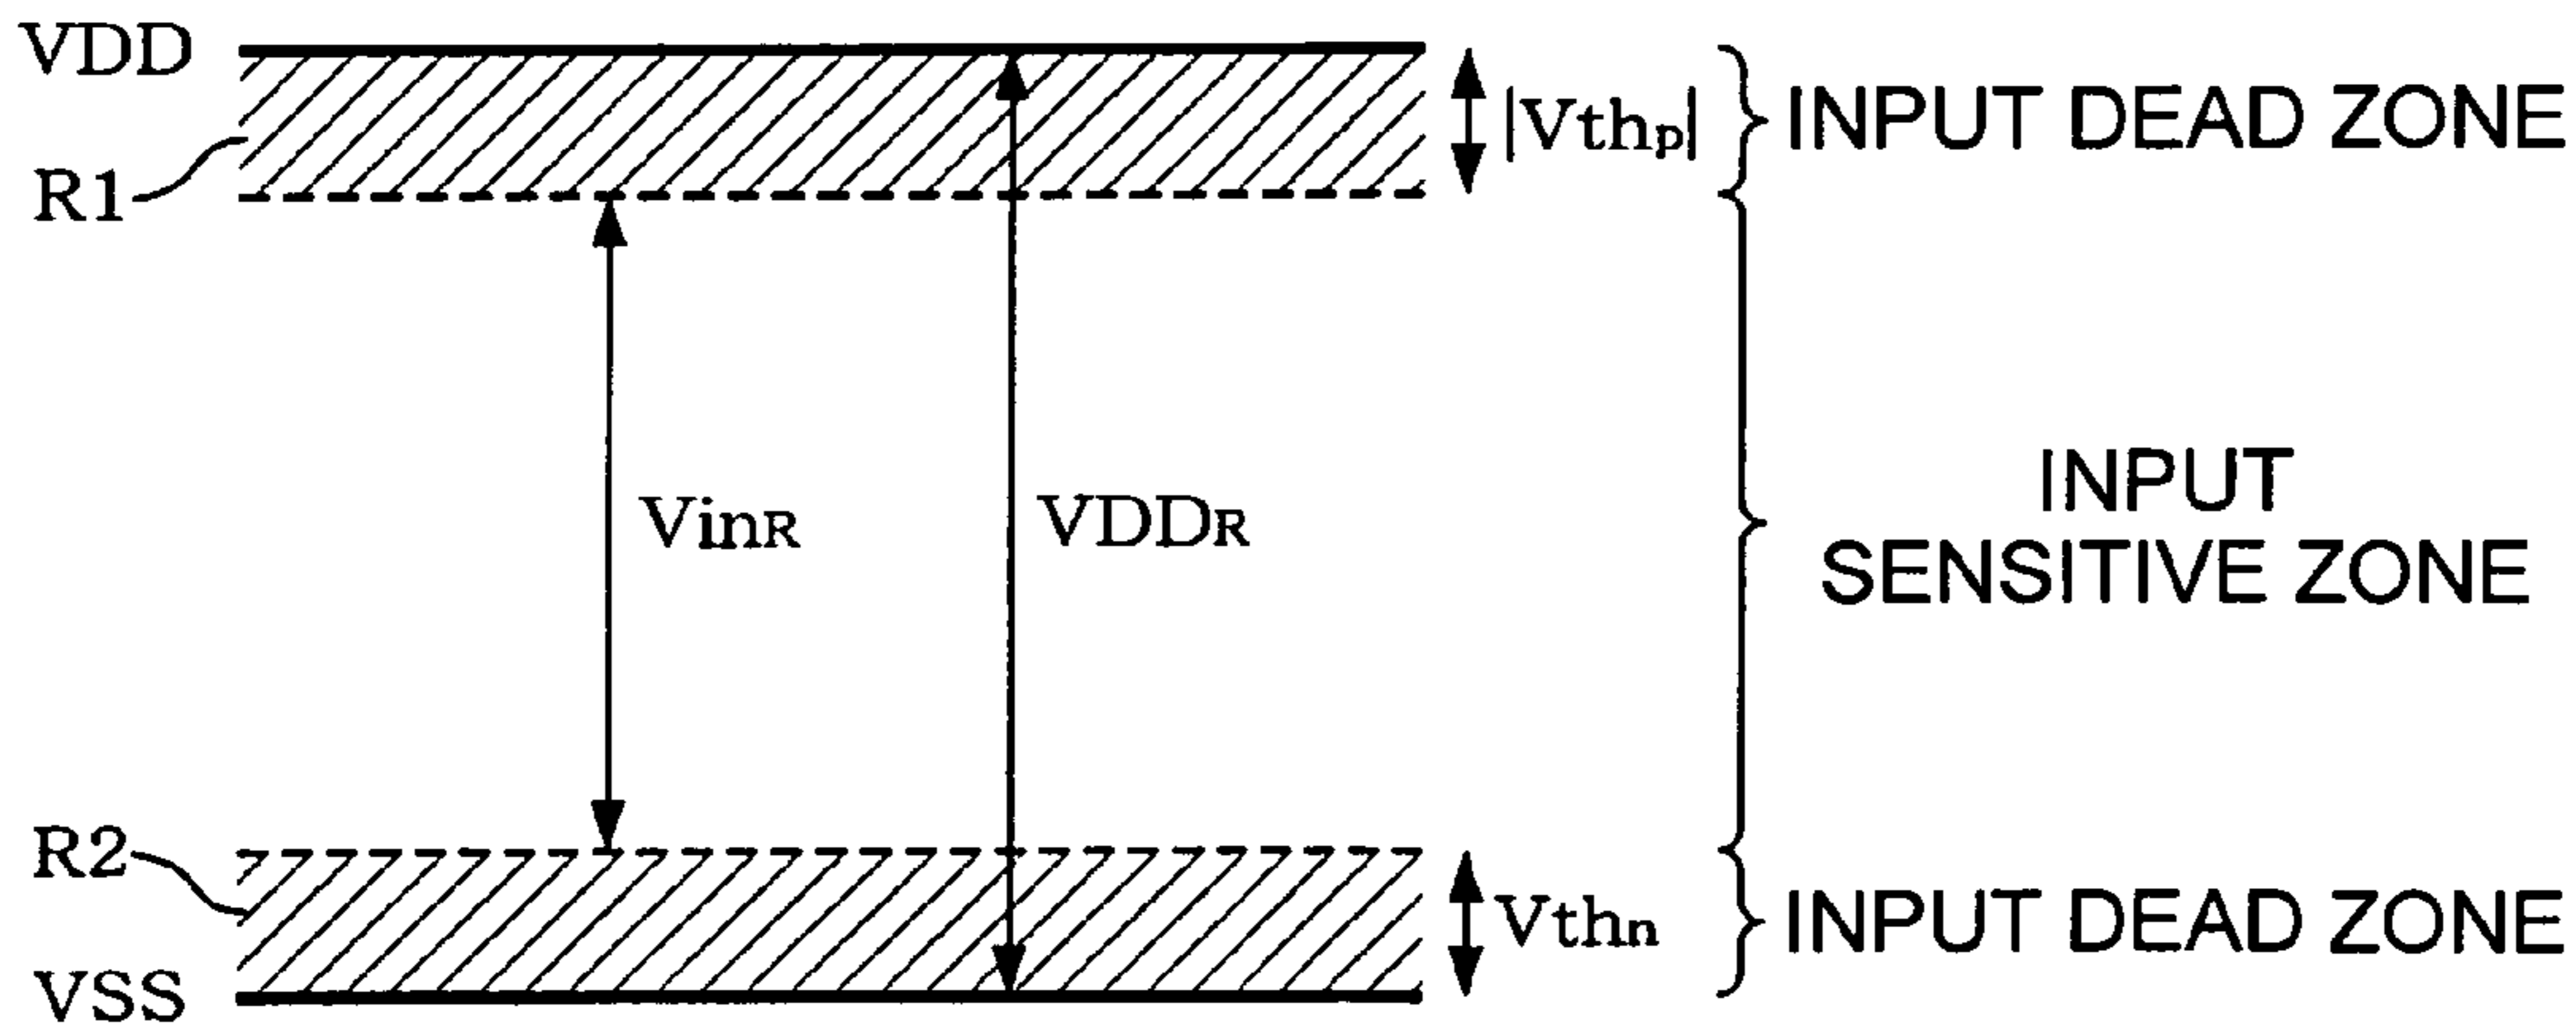 VDD
R1
|Vthp|
INPUT DEAD ZONE
VinR
VDDR
INPUT
SENSITIVE ZONE
R2
Vthn
INPUT DEAD ZONE
VSS